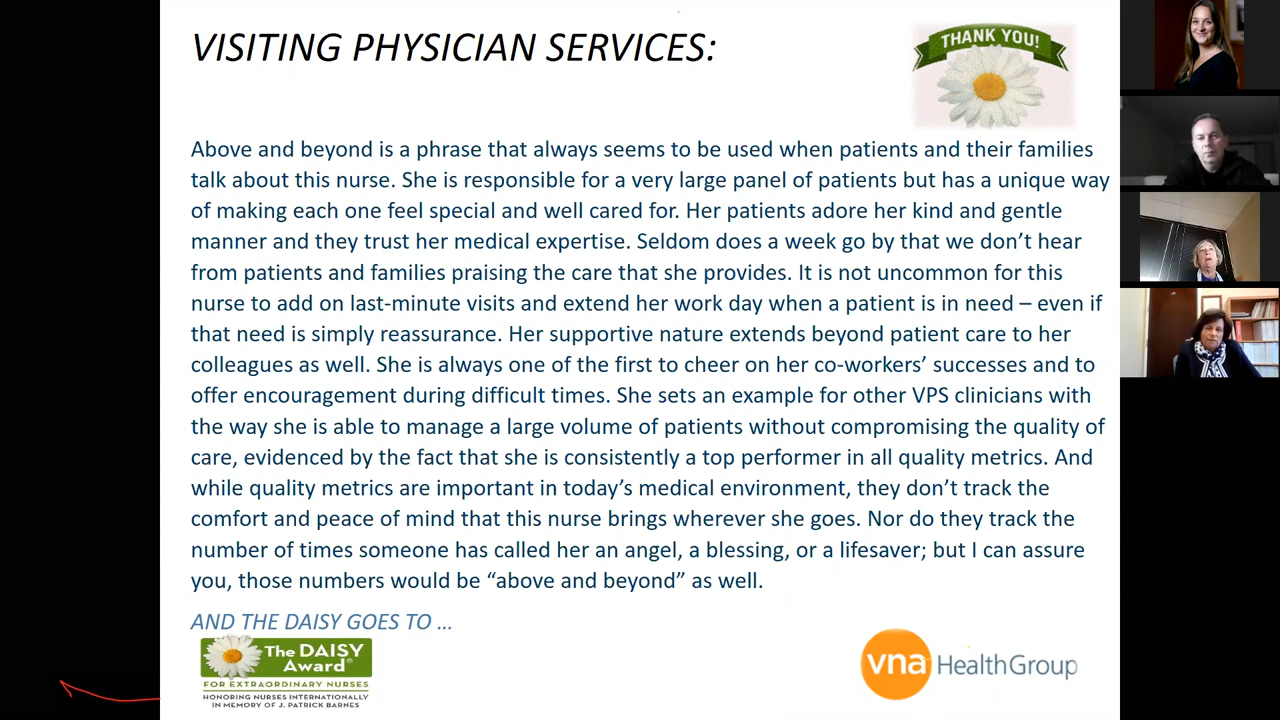 VISITING PHYSICIAN SERVICES:
THANK YOU!
Above and beyond is a phrase that always seems to be used when patients and their families
talk about this nurse. She is responsible for a very large panel of patients but has a unique way
of making each one feel special and well cared for. Her patients adore her kind and gentle
manner and they trust her medical expertise. Seldom does a week go by that we don’t hear
from patients and families praising the care that she provides. It is not uncommon for this
nurse to add on last-minute visits and extend her work day when a patient is in need – even if
that need is simply reassurance. Her supportive nature extends beyond patient care to her
colleagues as well. She is always one of the first to cheer on her co-workers’ successes and to
offer encouragement during difficult times. She sets an example for other VPS clinicians with
the way she is able to manage a large volume of patients without compromising the quality of
care, evidenced by the fact that she is consistently a top performer in all quality metrics. And
while quality metrics are important in today’s medical environment, they don’t track the
comfort and peace of mind that this nurse brings wherever she goes. Nor do they track the
number of times someone has called her an angel, a blessing, or a lifesaver; but I can assure
you, those numbers would be “above and beyond” as well.
AND THE DAISY GOES TO …
The DAISY
Award®
FOR EXTRAORDINARY NURSES
HONORING NURSES INTERNATIONALLY
IN MEMORY OF J. PATRICK BARNES
vna HealthGroup